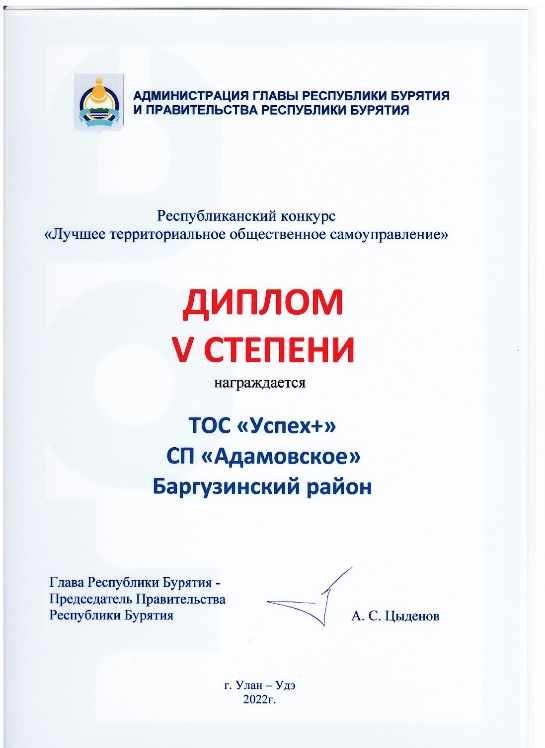 АДМИНИСТРАЦИЯ ГЛАВЫ РЕСПУБЛИКИ БУРЯТИЯ
И ПРАВИТЕЛЬСТВА РЕСПУБЛИКИ БУРЯТИЯ
Республиканский конкурс
«Лучшее территориальное общественное самоуправление»
ДИПЛОМ
V СТЕПЕНИ
награждается
ТОС «Успех+»
СП «Адамовское»
Баргузинский район
Глава Республики Бурятия -
Председатель Правительства
Республики Бурятия
А. С. Цыденов
г. Улан – Удэ
2022г.